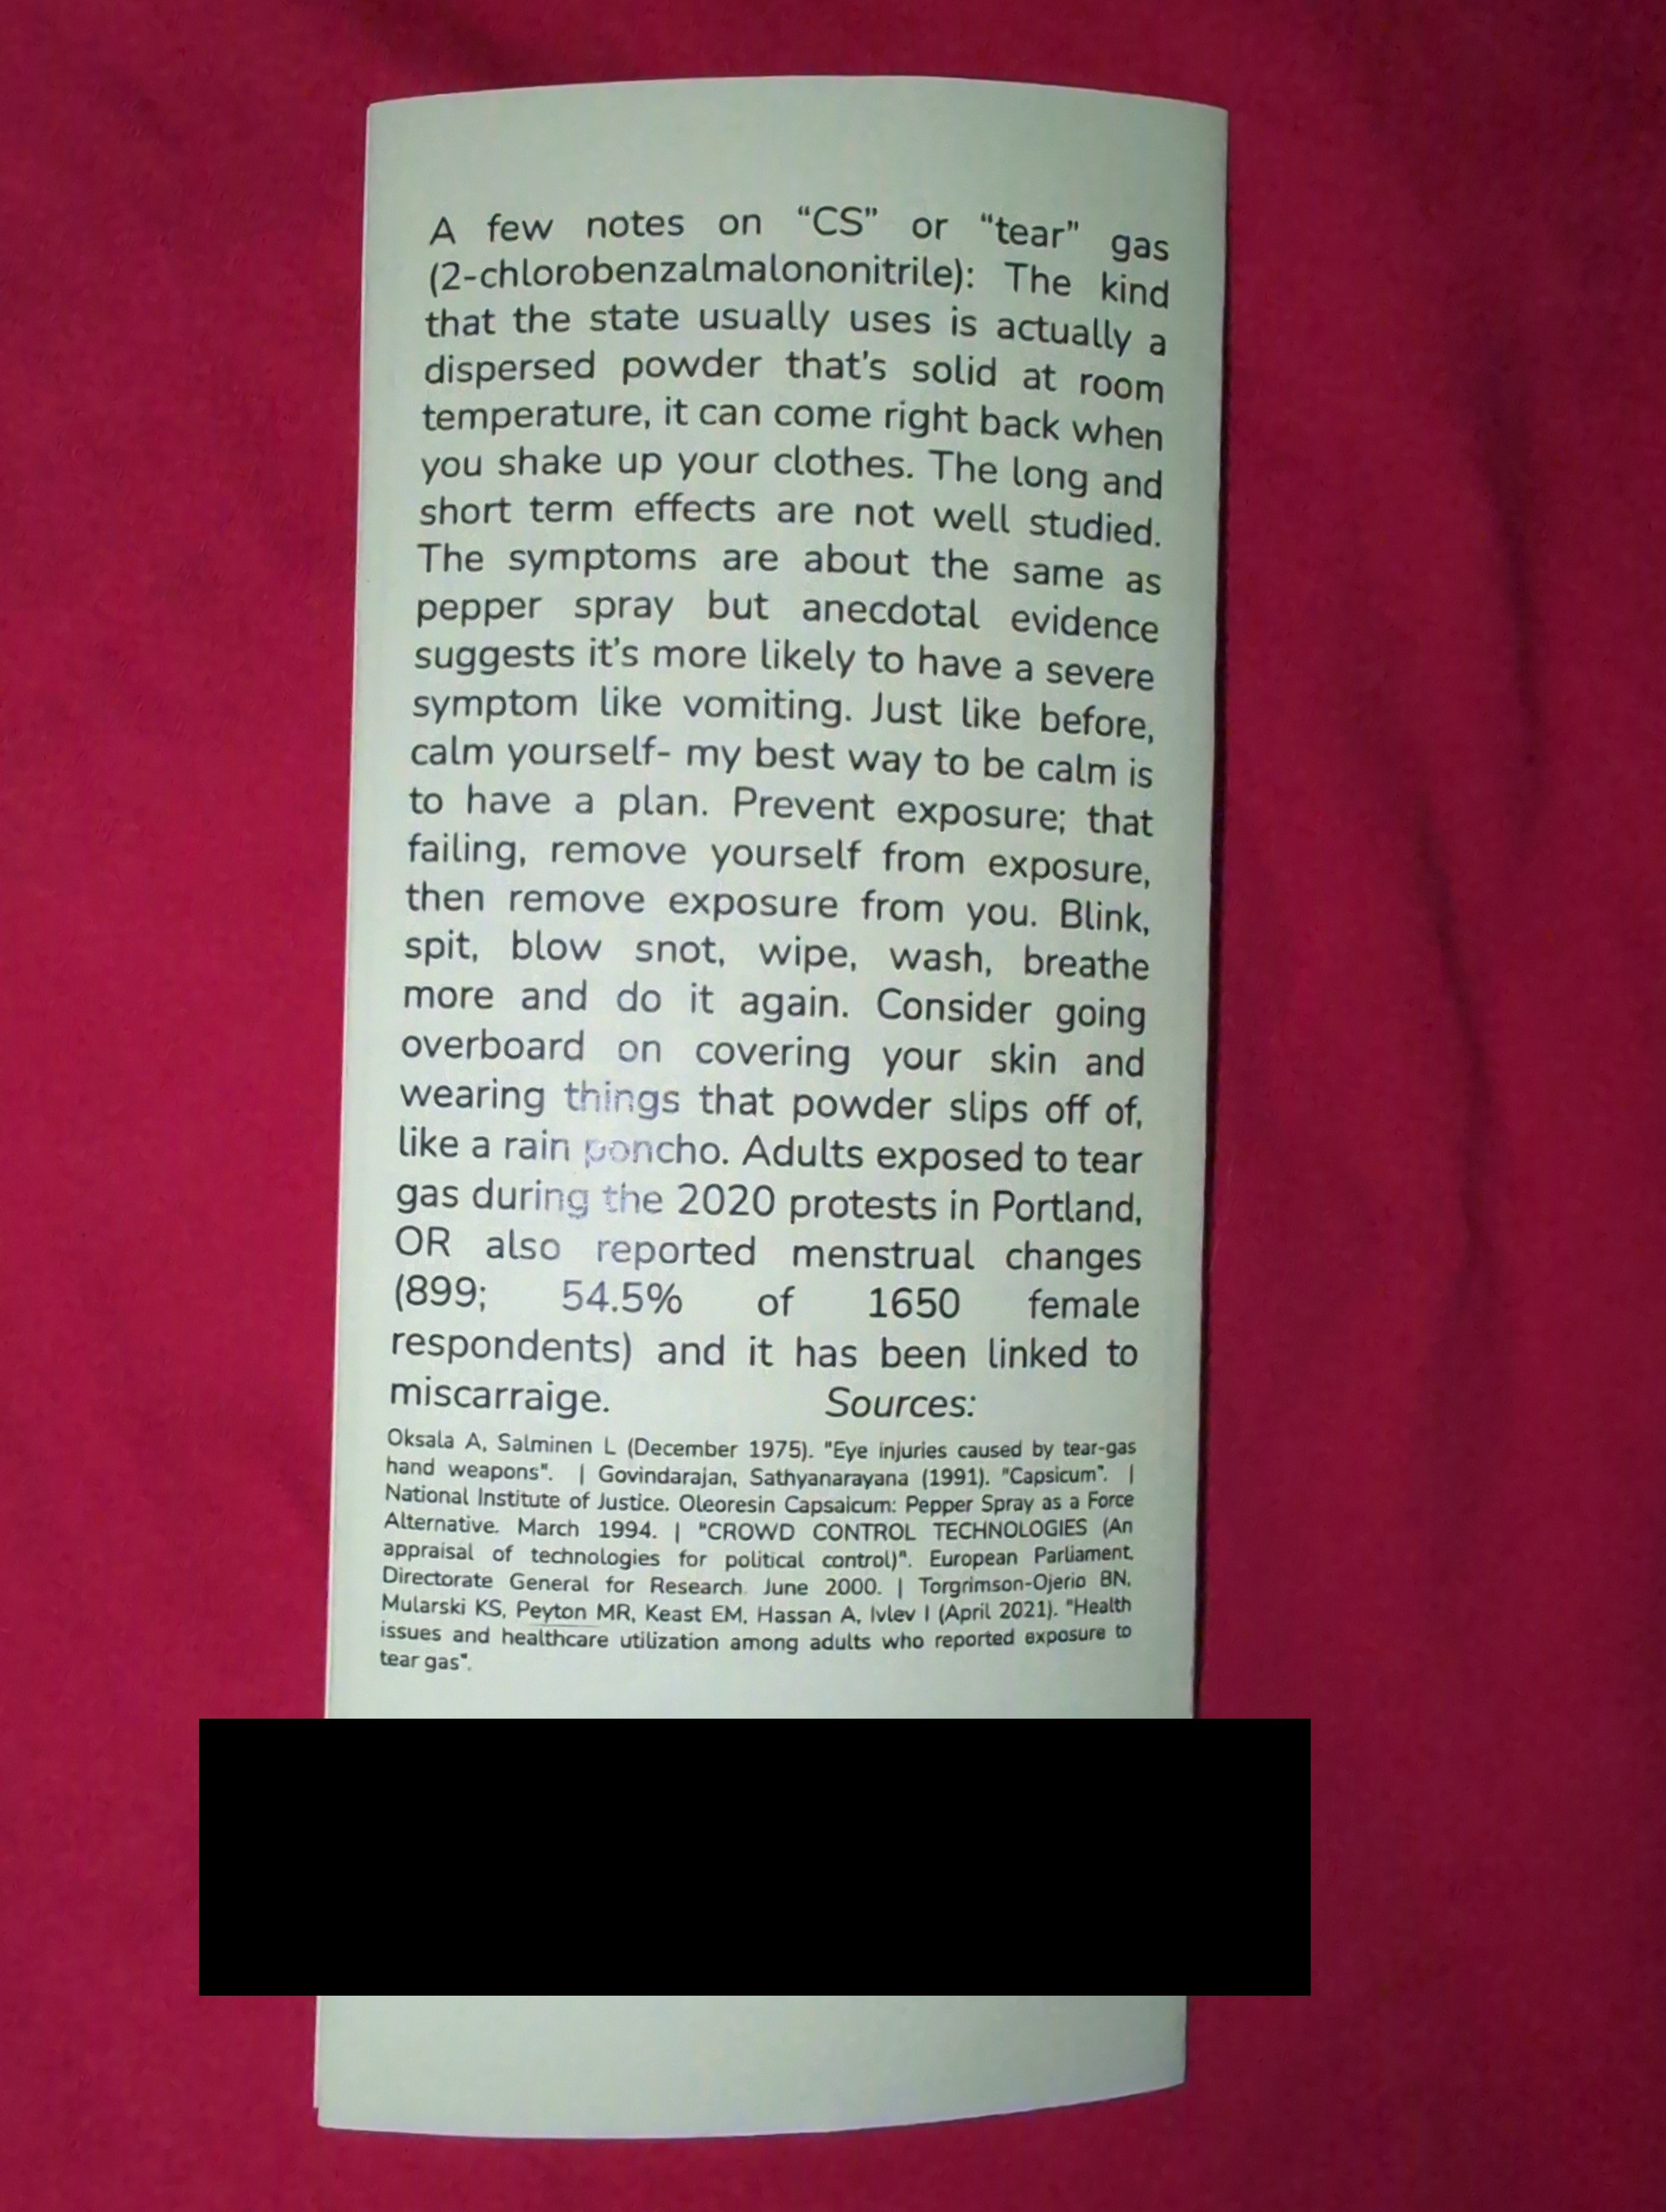 A few notes on “CS” or “tear” gas
(2-chlorobenzalmalononitrile): The kind
that the state usually uses is actually a
dispersed powder that's solid at room
temperature, it can come right back when
you shake up your clothes. The long and
short term effects are not well studied.
The symptoms are about the same as
pepper spray but anecdotal evidence
suggests it's more likely to have a severe
symptom like vomiting. Just like before,
calm yourself- my best way to be calm is
to have a plan. Prevent exposure; that
failing, remove yourself from exposure,
then remove exposure from you. Blink,
spit, blow snot, wipe, wash, breathe
more and do it again. Consider going
overboard on covering your skin and
wearing things that powder slips off of,
like a rain poncho. Adults exposed to tear
gas during the 2020 protests in Portland,
OR also reported menstrual changes
(899; 54.5% of 1650 female
respondents) and it has been linked to
miscarraige. Sources:
Oksala A, Salminen L (December 1975). "Eye injuries caused by tear-gas
hand weapons". | Govindarajan, Sathyanarayana (1991). "Capsicum". |
National Institute of Justice. Oleoresin Capsaicum: Pepper Spray as a Force
Alternative. March 1994. | "CROWD CONTROL TECHNOLOGIES (An
appraisal of technologies for political control)". European Parliament.
Directorate General for Research. June 2000. | Torgrimson-Ojerio BN,
Mularski KS, Peyton MR, Keast EM, Hassan A, Ivlev I (April 2021). "Health
issues and healthcare utilization among adults who reported exposure to
tear gas".